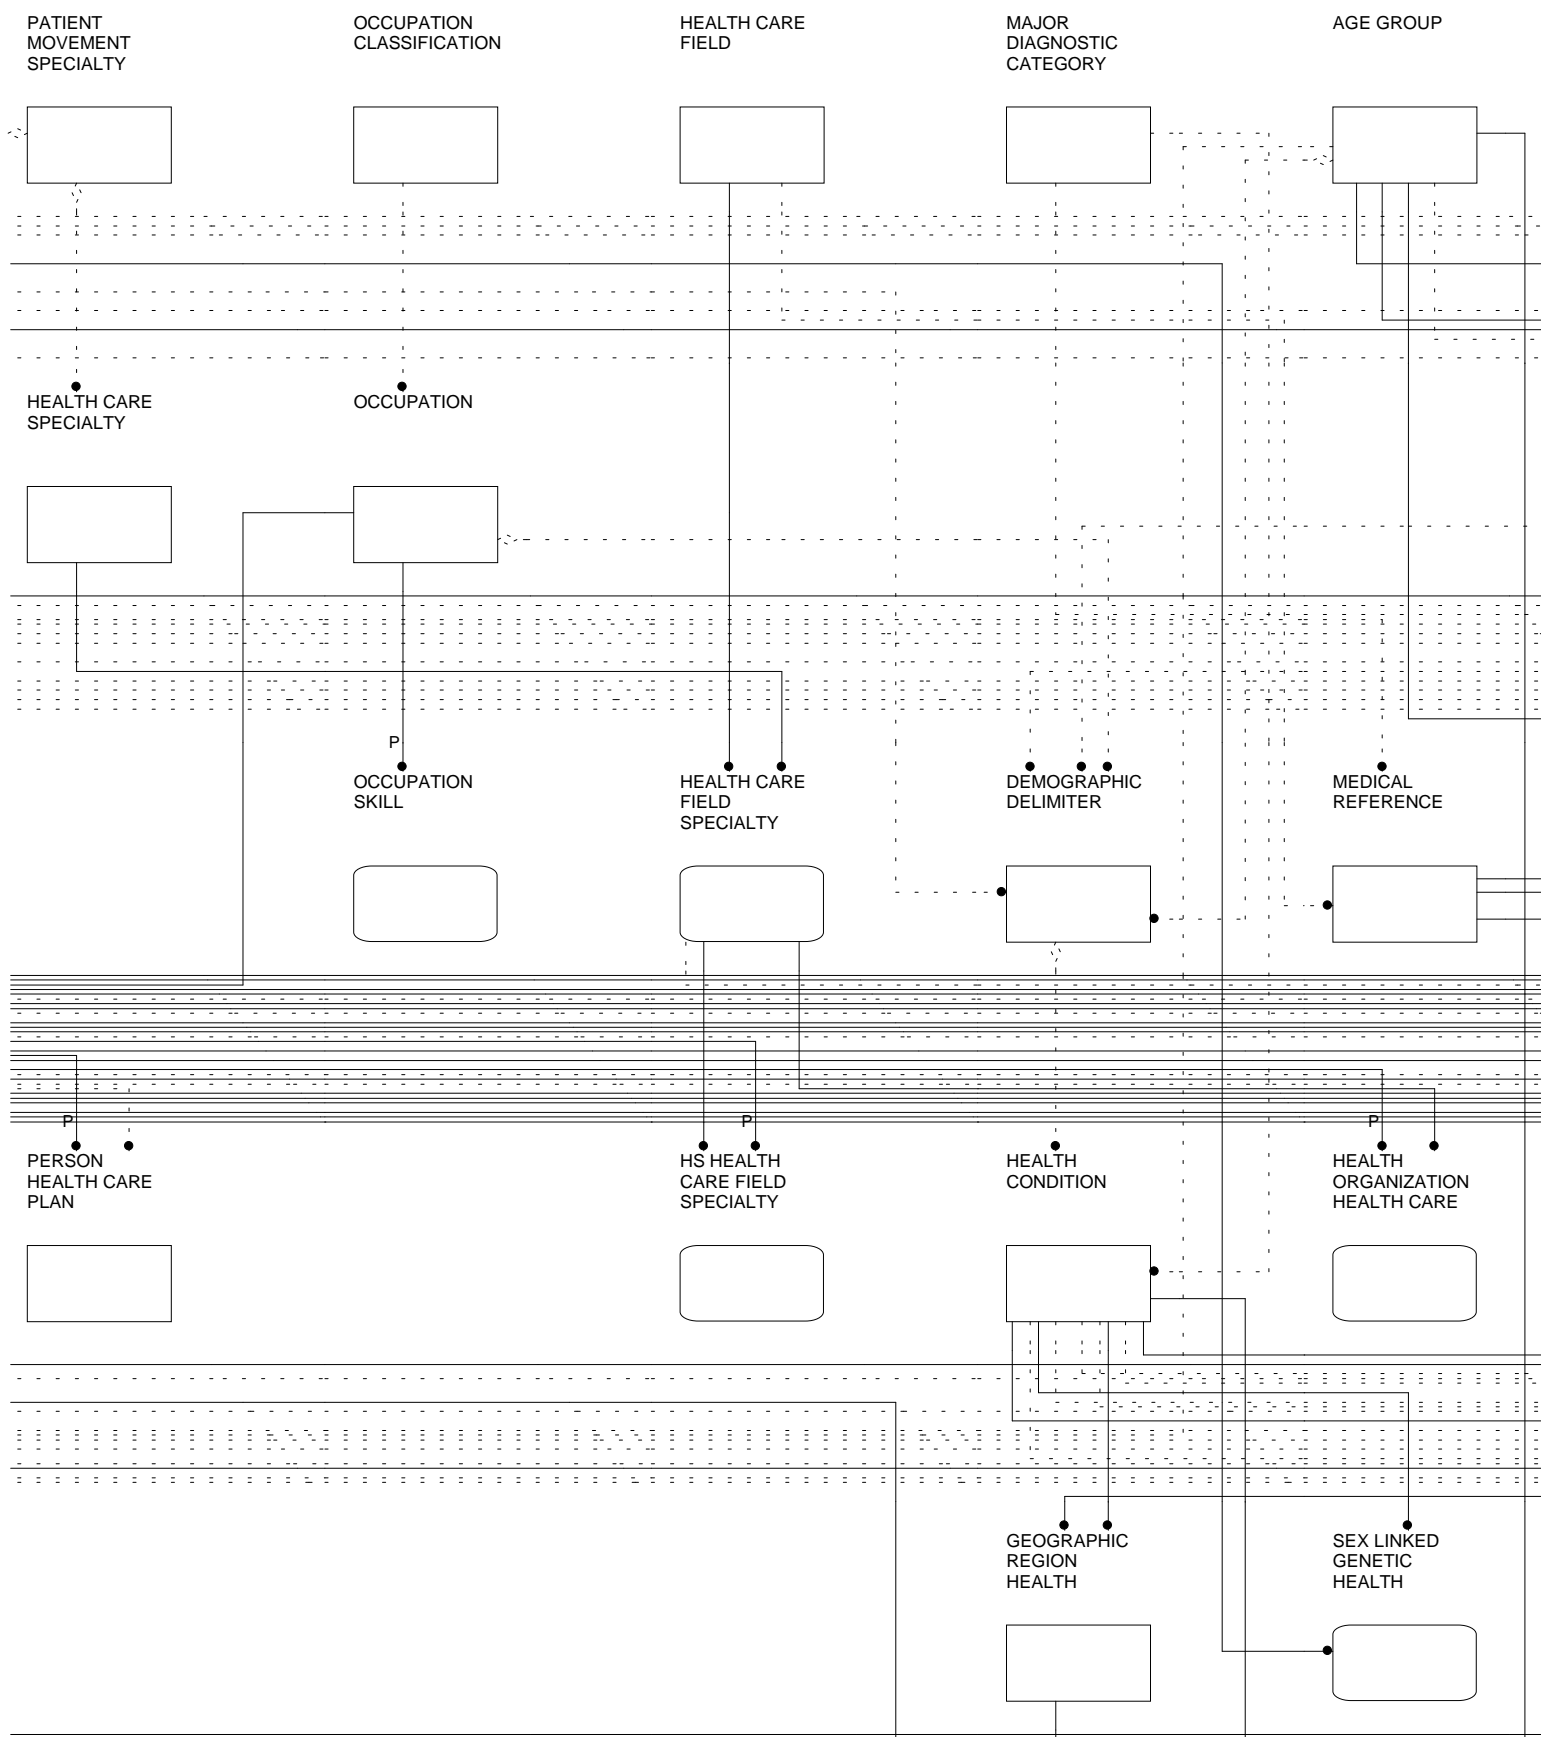 PATIENT
MOVEMENT
SPECIALTY
OCCUPATION
CLASSIFICATION
HEALTH CARE
FIELD
MAJOR
DIAGNOSTIC
CATEGORY
AGE GROUP
HEALTH CARE
SPECIALTY
OCCUPATION
P
OCCUPATION
SKILL
HEALTH CARE
FIELD
SPECIALTY
DEMOGRAPHIC
DELIMITER
MEDICAL
REFERENCE
P
PERSON
HEALTH CARE
PLAN
P
HS HEALTH
CARE FIELD
SPECIALTY
HEALTH
CONDITION
P
HEALTH
ORGANIZATION
HEALTH CARE
GEOGRAPHIC
REGION
HEALTH
SEX LINKED
GENETIC
HEALTH